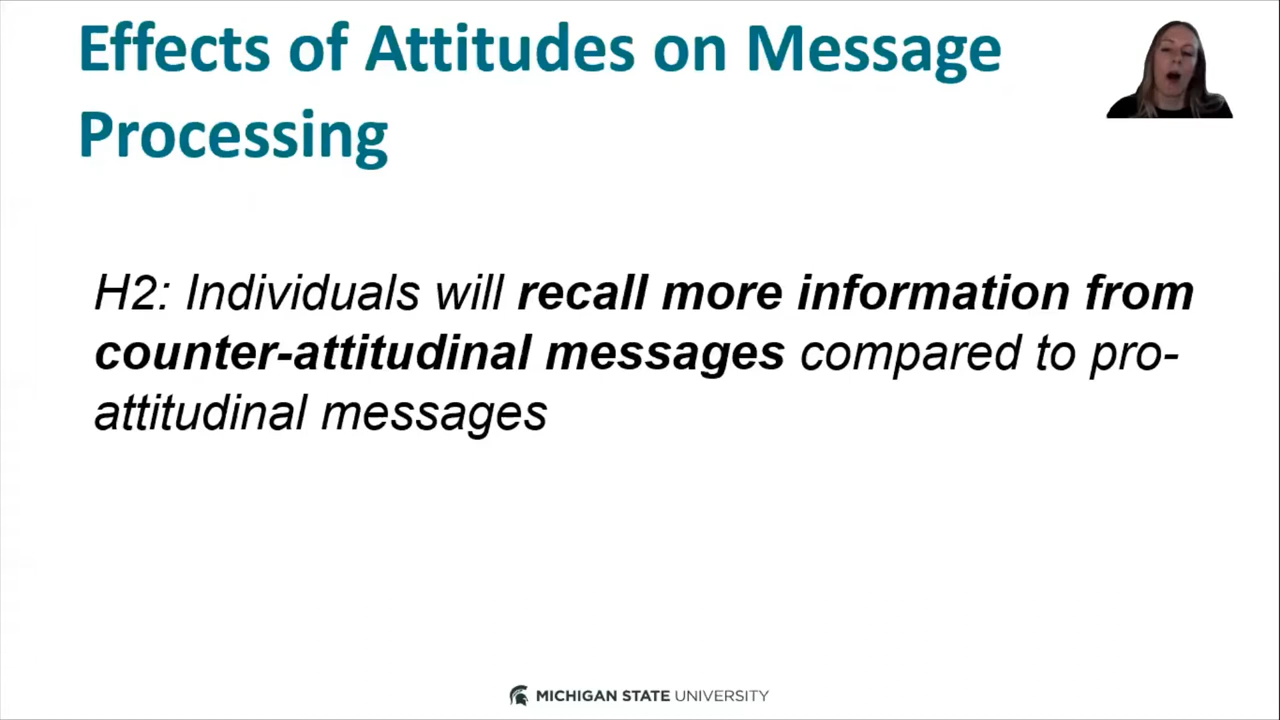 Effects of Attitudes on Message
Processing
H2: Individuals will recall more information from
counter-attitudinal messages compared to pro-
attitudinal messages
MICHIGAN STATE UNIVERSITY